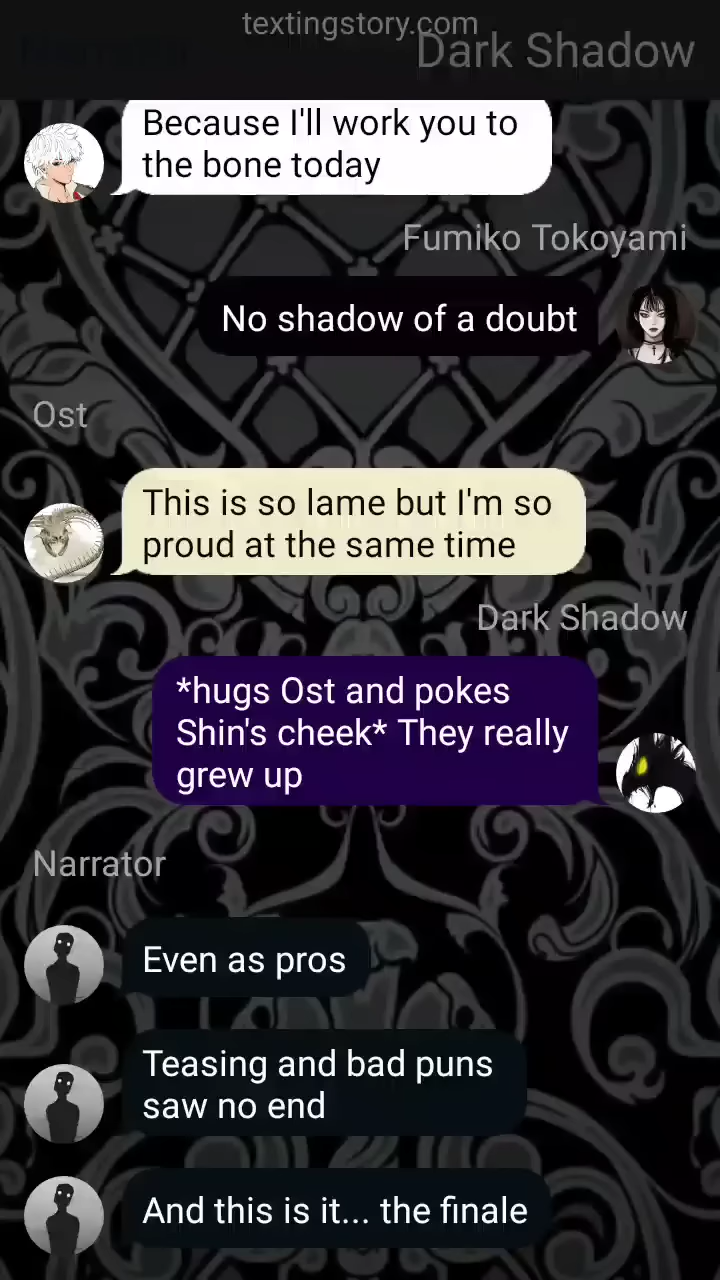 textingstory.com
Dark Shadow
Because I'll work you to
the bone today
Fumiko Tokoyami
No shadow of a doubt
Ost
This is so lame but I'm so
proud at the same time
Dark Shadow
*hugs Ost and pokes
Shin's cheek* They really
grew up
Narrator
Even as pros
Teasing and bad puns
saw no end
And this is it... the finale